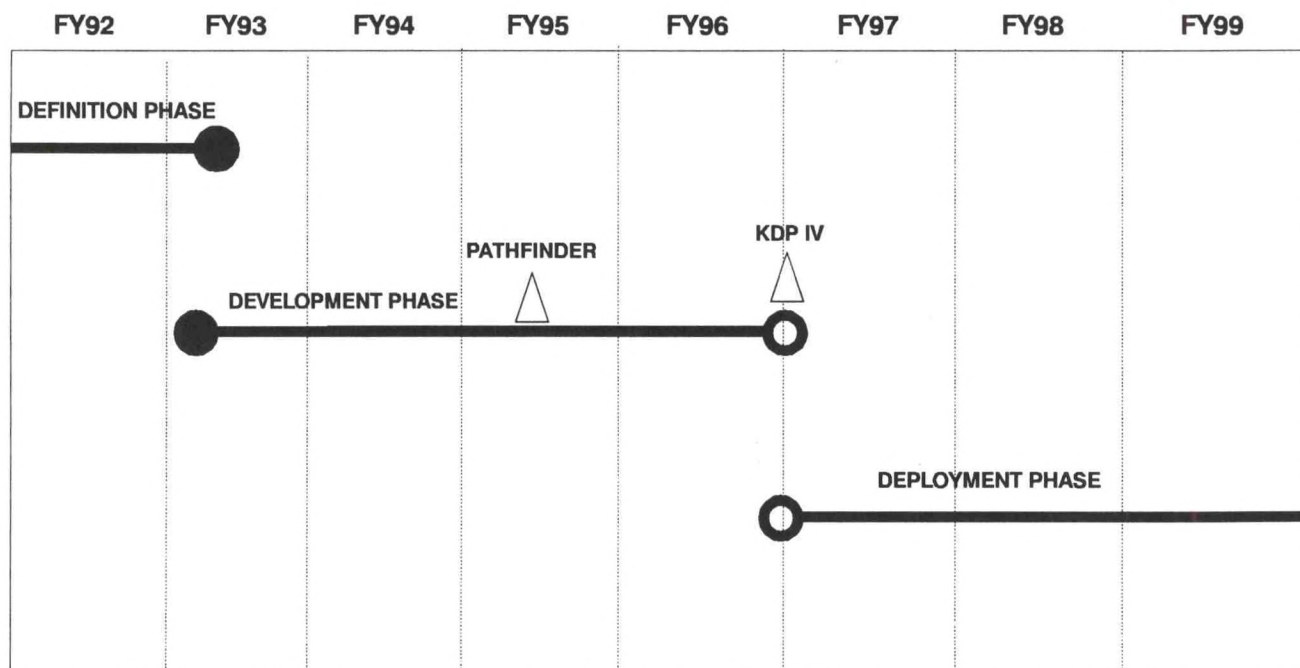 FY92 FY93 FY94 FY95 FY96 FY97 FY98 FY99
DEFINITION PHASE
KDP IV
PATHFINDER
DEVELOPMENT PHASE
DEPLOYMENT PHASE